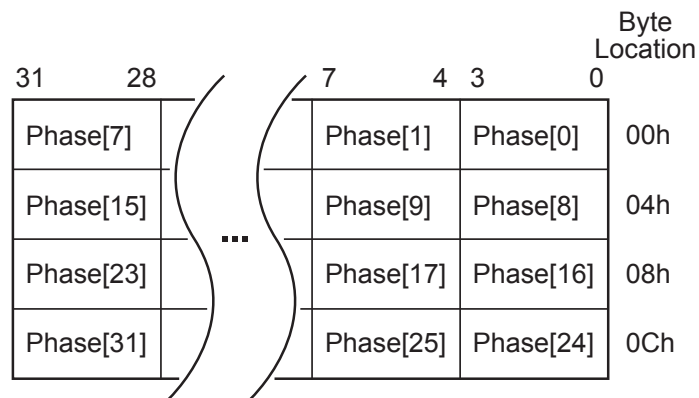 Byte
Location
31 28 7 4 3 0
Phase[7] Phase[1] Phase[0] 00h
Phase[15] Phase[9] Phase[8] 04h
...
Phase[23] Phase[17] Phase[16] 08h
Phase[31] Phase[25] Phase[24] 0Ch